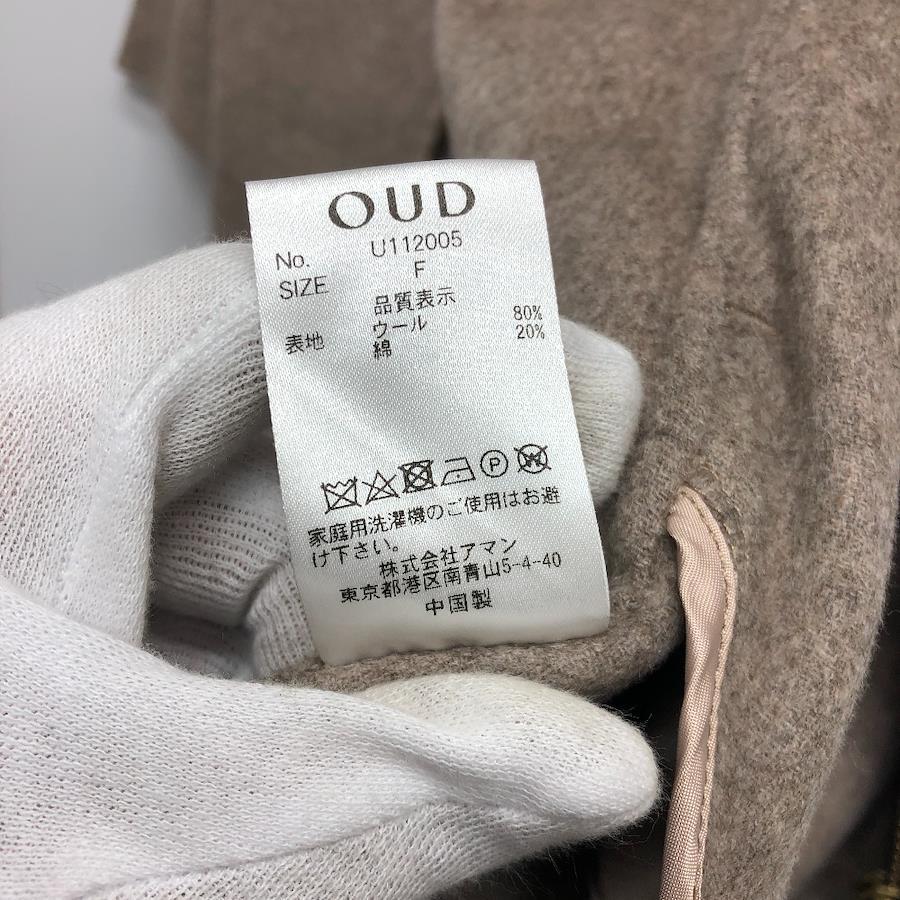 OUD
No. U112005
SIZE F
品質表示
表地 ウール 80%
綿 20%
P W
家庭用洗濯機のご使用はお避
け下さい。
株式会社アマン
東京都港区南青山5-4-40
中国製